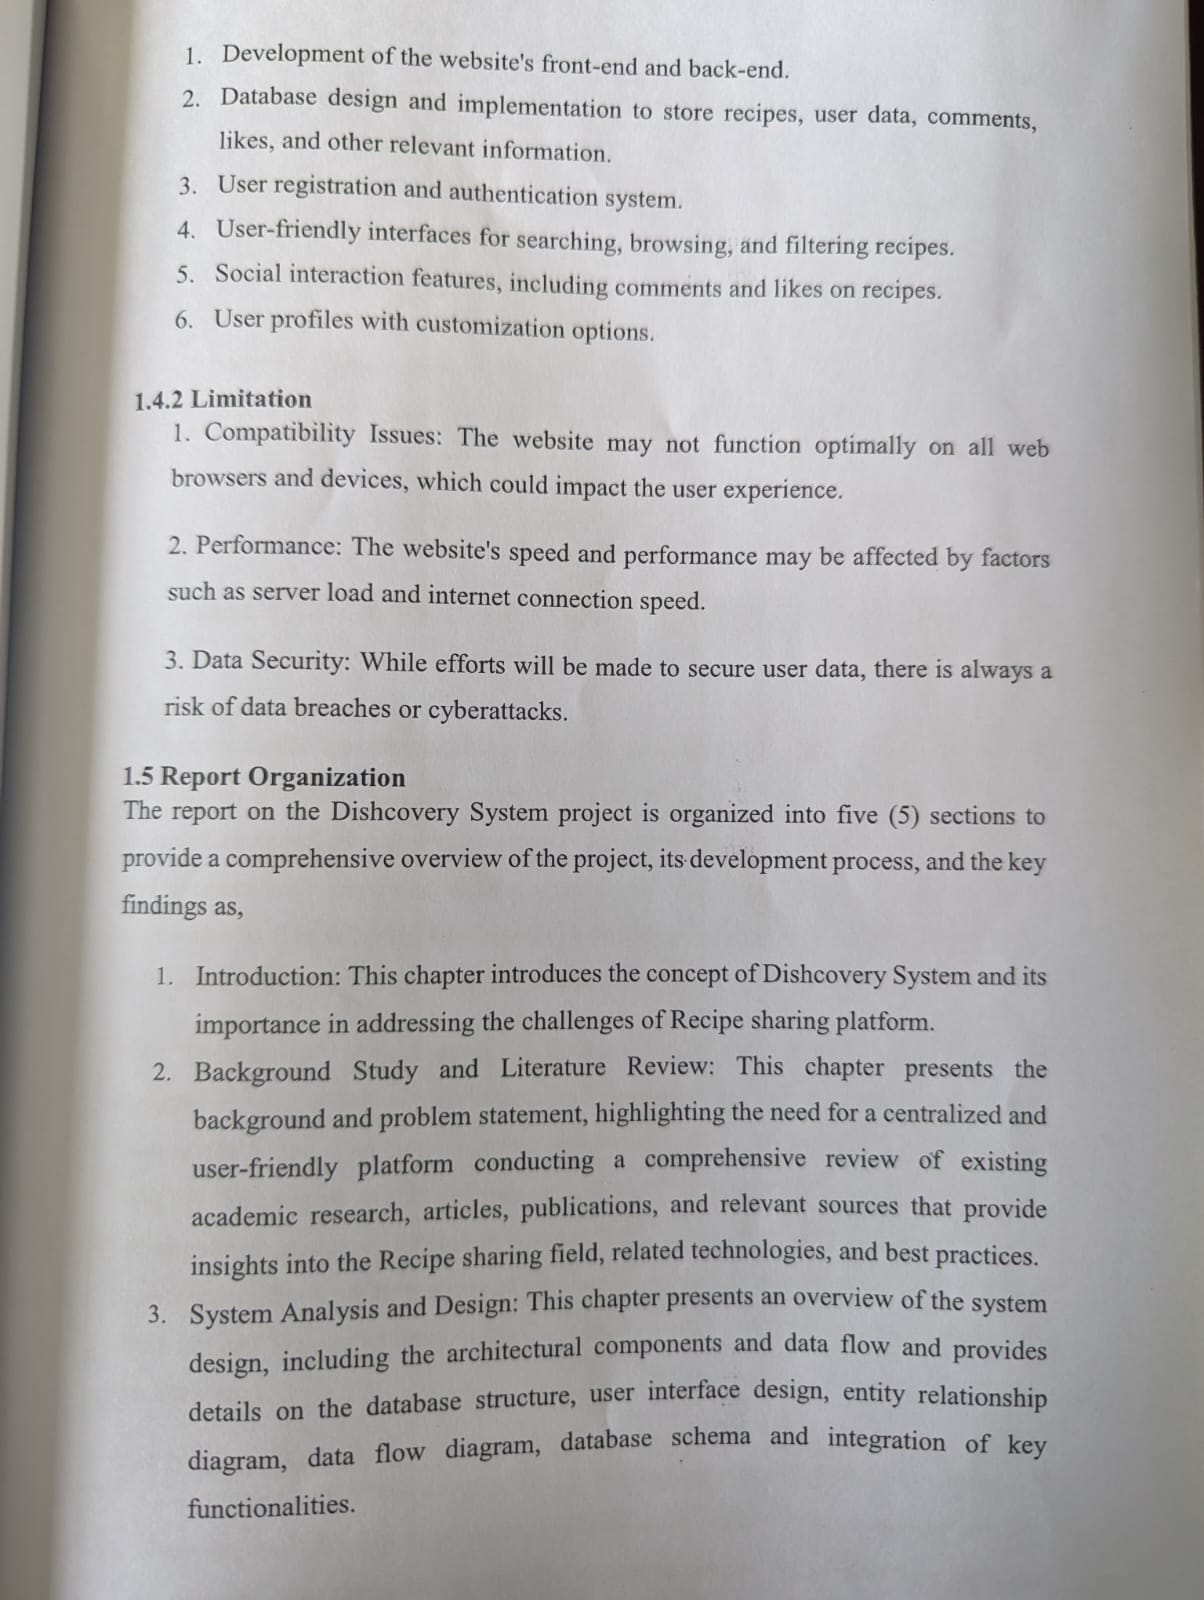 1. Development of the website's front-end and back-end.
2. Database design and implementation to store recipes, user data, comments,
likes, and other relevant information.
3. User registration and authentication system.
4. User-friendly interfaces for searching, browsing, and filtering recipes.
5. Social interaction features, including comments and likes on recipes.
6. User profiles with customization options.
1.4.2 Limitation
1. Compatibility Issues: The website may not function optimally on all web
browsers and devices, which could impact the user experience.
2. Performance: The website's speed and performance may be affected by factors
such as server load and internet connection speed.
3. Data Security: While efforts will be made to secure user data, there is always a
risk of data breaches or cyberattacks.
1.5 Report Organization
The report on the Dishcovery System project is organized into five (5) sections to
provide a comprehensive overview of the project, its development process, and the key
findings as,
1. Introduction: This chapter introduces the concept of Dishcovery System and its
importance in addressing the challenges of Recipe sharing platform.
2. Background Study and Literature Review: This chapter presents the
background and problem statement, highlighting the need for a centralized and
user-friendly platform conducting a comprehensive review of existing
academic research, articles, publications, and relevant sources that provide
insights into the Recipe sharing field, related technologies, and best practices.
3. System Analysis and Design: This chapter presents an overview of the system
design, including the architectural components and data flow and provides
details on the database structure, user interface design, entity relationship
diagram, data flow diagram, database schema and integration of key
functionalities.